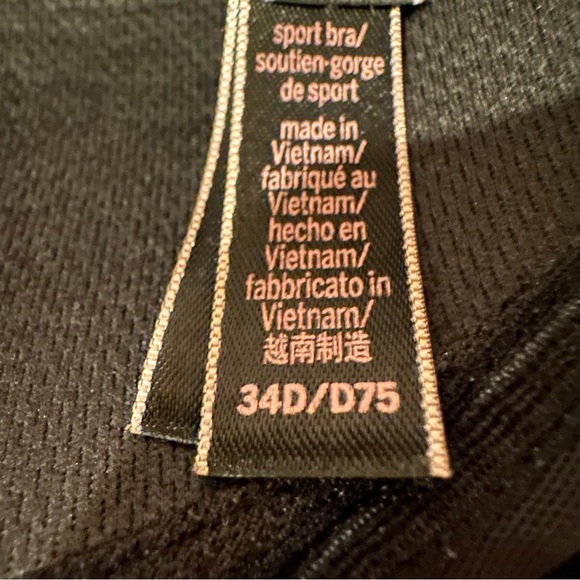 sport bra/
soutien-gorge
de sport
made in
Vietnam/
fabriqué au
Vietnam/
hecho en
Vietnam/
fabbricato in
Vietnam/
越南制造
34D/D75